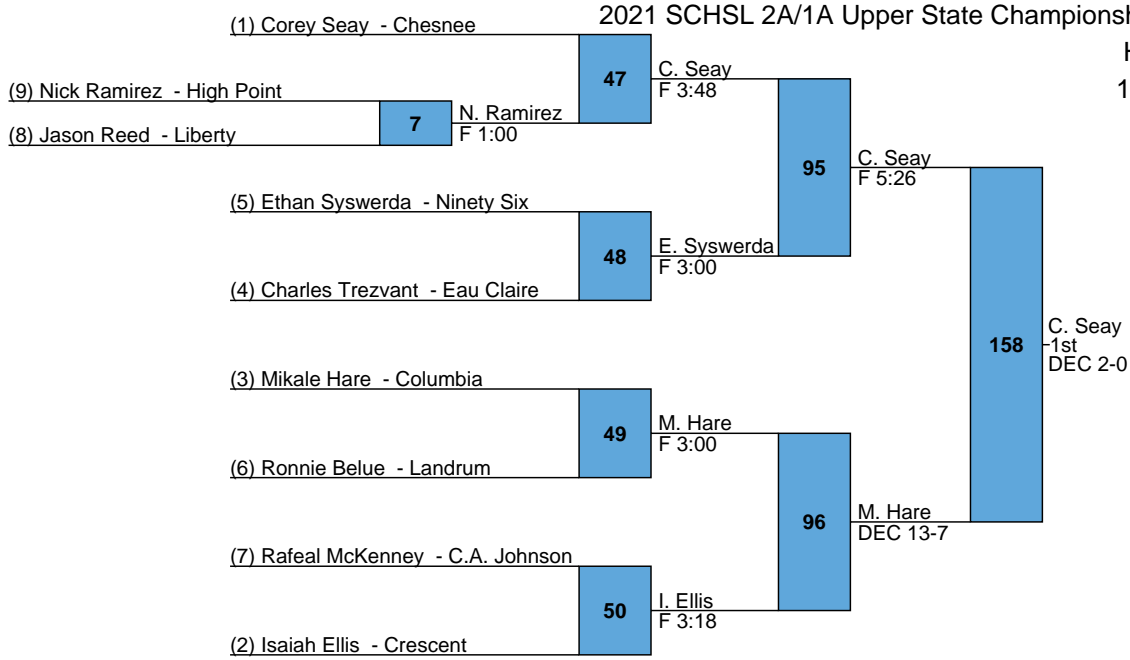 2021 SCHSL 2A/1A Upper State
(1) Corey Seay - Chesnee
(9) Nick Ramirez - High Point
(8) Jason Reed - Liberty
7
N. Ramirez
F 1:00
47
C. Seay
F 3:48
(5) Ethan Syswerda - Ninety Six
(4) Charles Trezvant - Eau Claire
48
E. Syswerda
F 3:00
95
C. Seay
F 5:26
(3) Mikale Hare - Columbia
(6) Ronnie Belue - Landrum
49
M. Hare
F 3:00
(7) Rafeal McKenney - C.A. Johnson
(2) Isaiah Ellis - Crescent
50
I. Ellis
F 3:18
96
M. Hare
DEC 13-7
158
C. Seay
1st
DEC 2-0